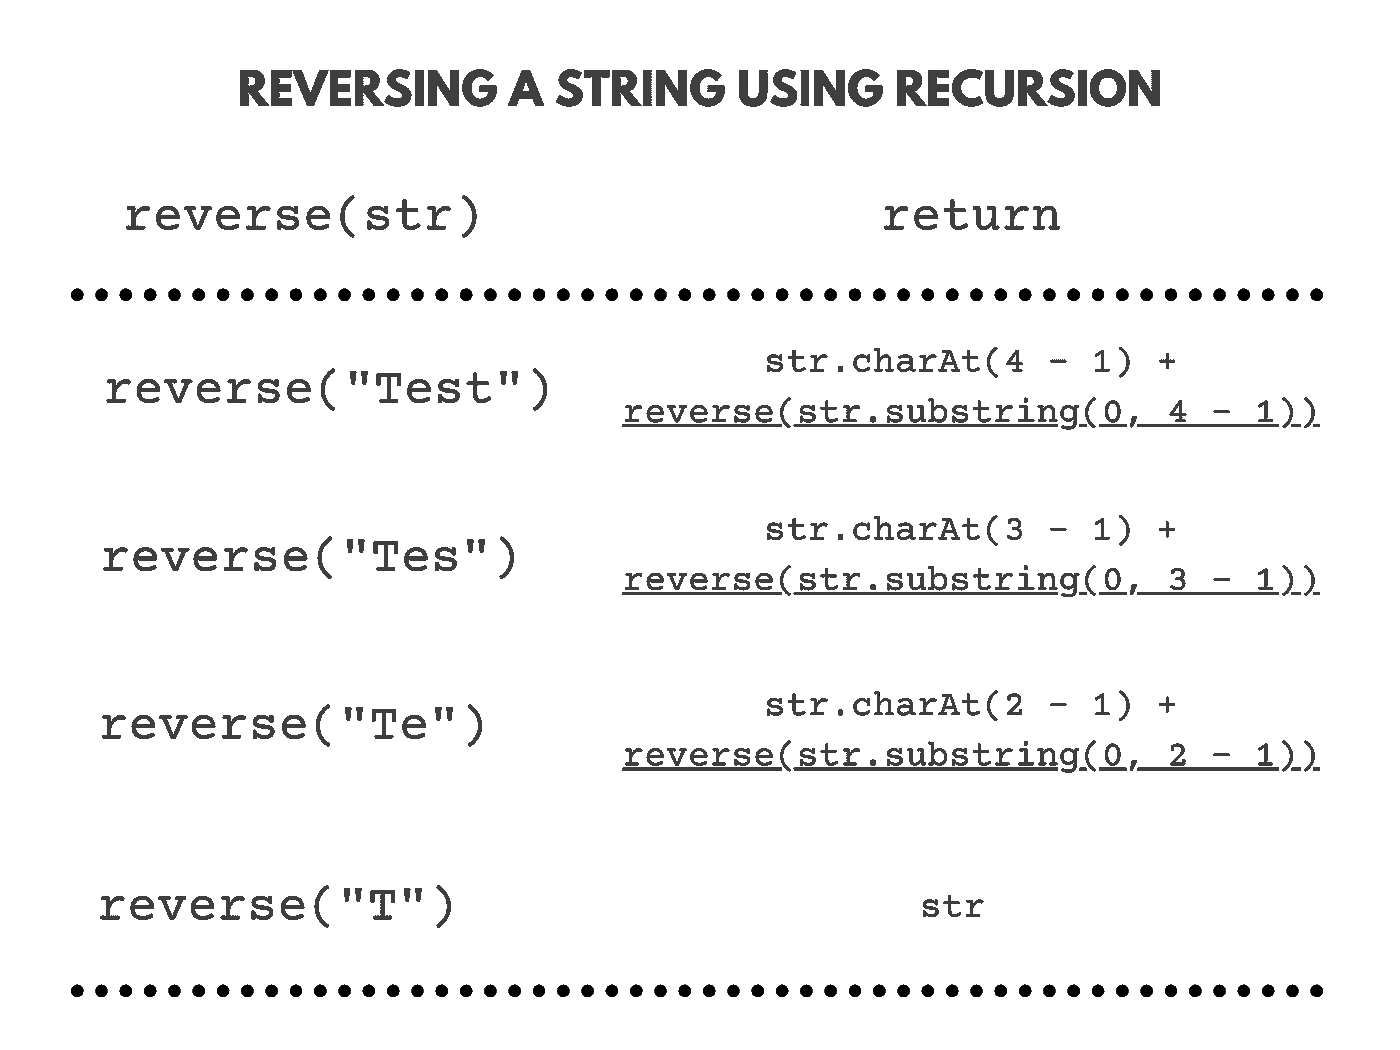 REVERSING A STRING USING RECURSION
reverse(str)
return
reverse("Test")
str.charAt(4 - 1) +
reverse(str.substring(0, 4 - 1))
reverse("Tes")
str.charAt(3 - 1) +
reverse(str.substring(0, 3 - 1))
reverse("Te")
str.charAt(2 - 1) +
reverse(str.substring(0, 2 - 1))
reverse("T")
str